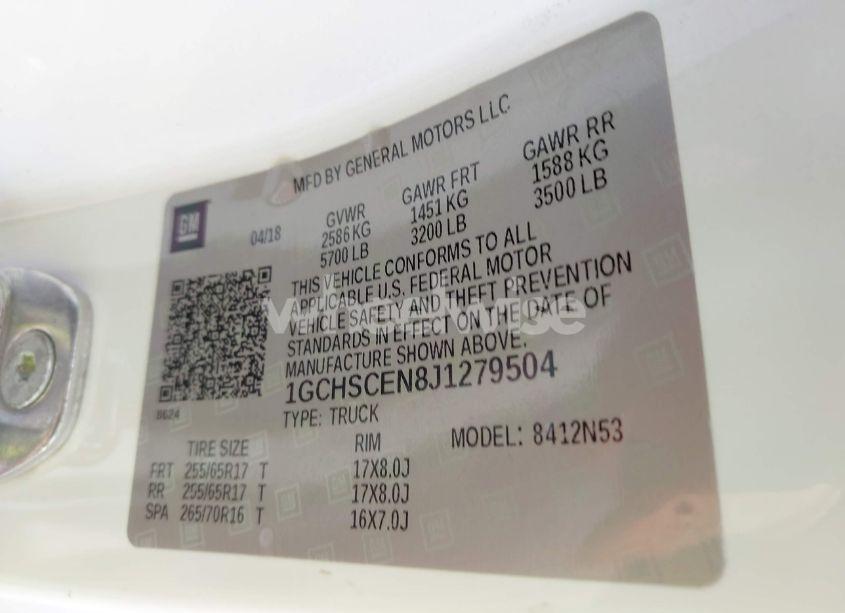 MFD BY GENERAL MOTORS LLC
GM
04/18
GVWR
2586 KG
5700 LB
GAWR FRT
1451 KG
3200 LB
GAWR RR
1588 KG
3500 LB
THIS VEHICLE CONFORMS TO ALL
APPLICABLE U.S. FEDERAL MOTOR
VEHICLE SAFETY AND THEFT PREVENTION
STANDARDS IN EFFECT ON THE DATE OF
MANUFACTURE SHOWN ABOVE.
1GCHSCEN8J1279504
8624
TYPE: TRUCK
MODEL: 8412N53
TIRE SIZE RIM
FRT 255/65R17 T 17X8.0J
RR 255/65R17 T 17X8.0J
SPA 265/70R16 T 16X7.0J